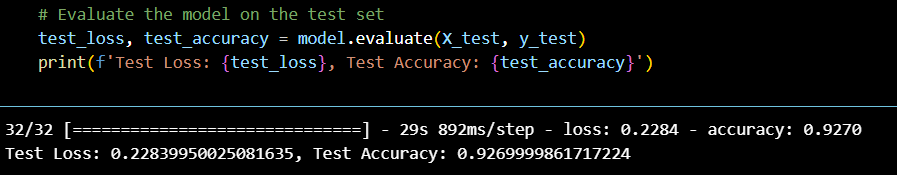 # Evaluate the model on the test set
test_loss, test_accuracy = model.evaluate(X_test, y_test)
print(f'Test Loss: {test_loss}, Test Accuracy: {test_accuracy}')
32/32 [==============================] - 29s 892ms/step - loss: 0.2284 - accuracy: 0.9270
Test Loss: 0.22839950025081635, Test Accuracy: 0.9269999861717224